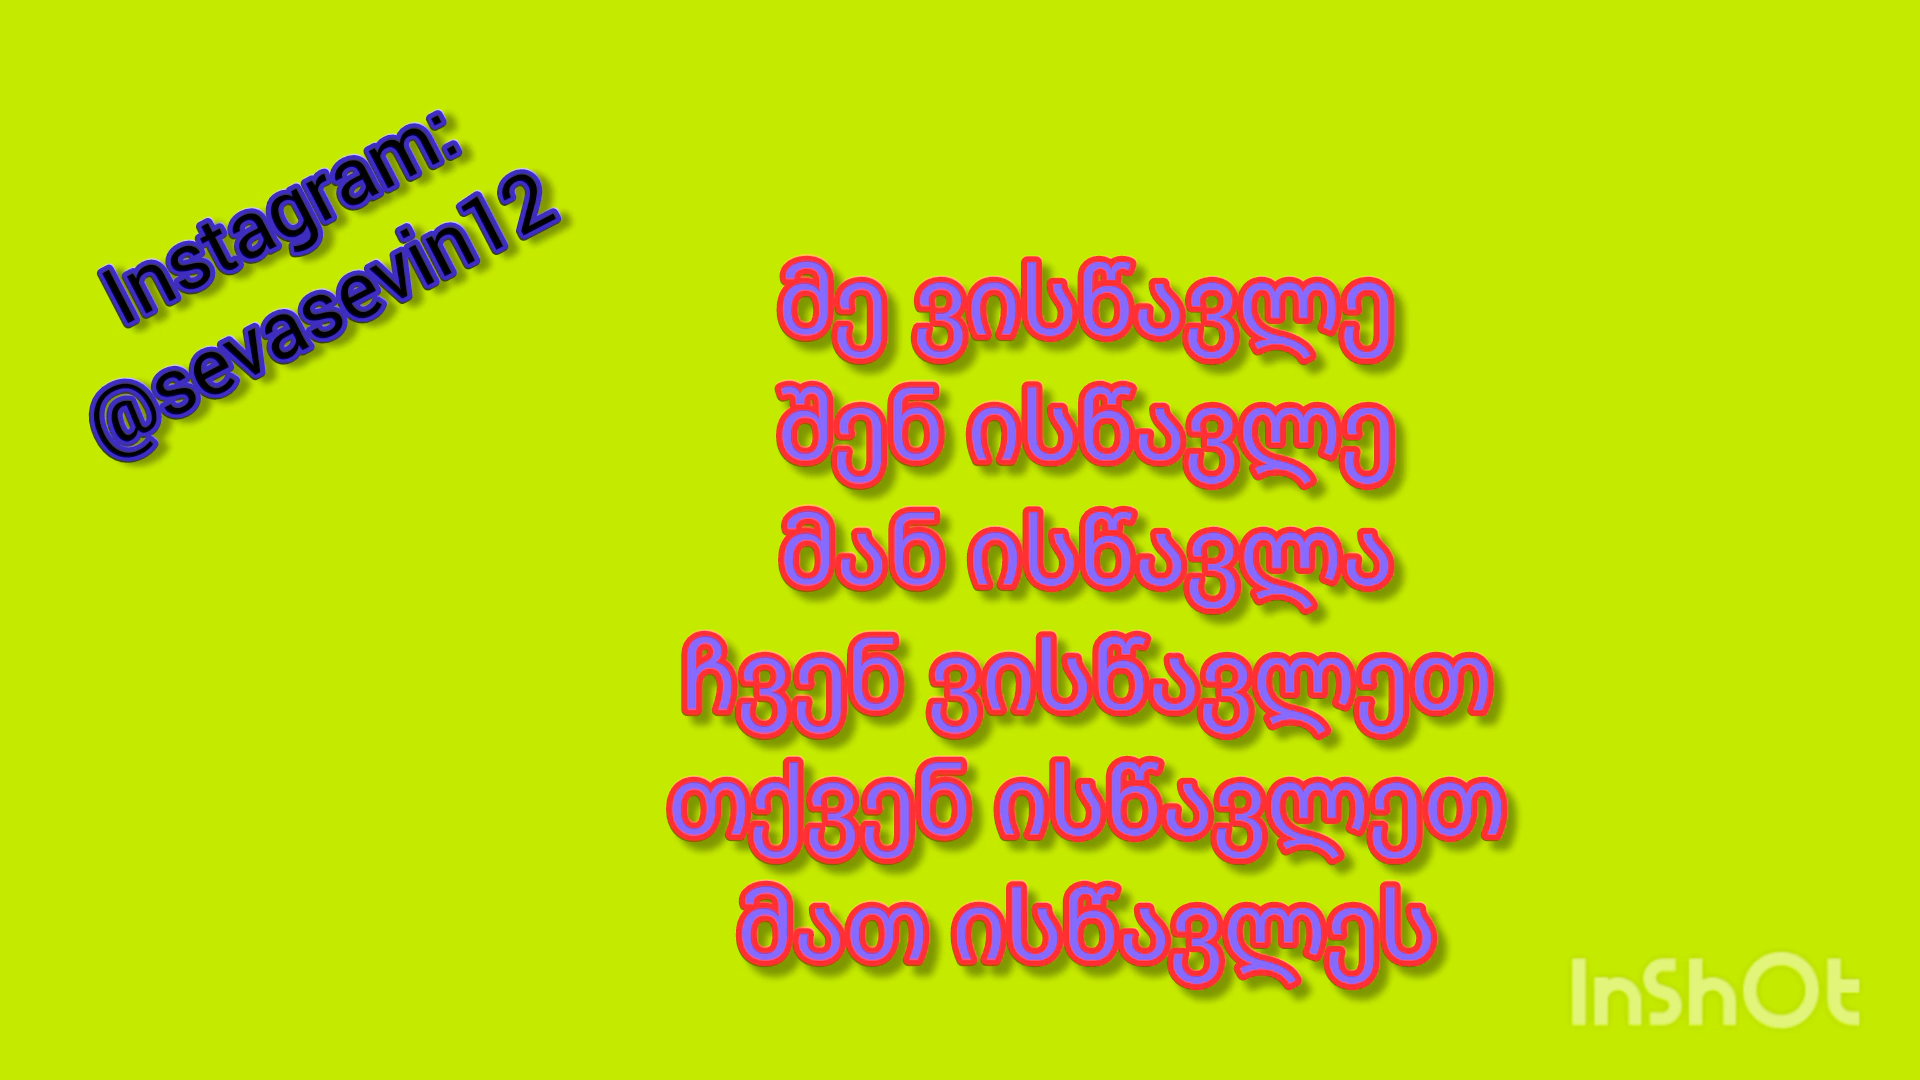 Instagram:
@sevasevin12
მე ვისწავლე
შენ ისწავლე
მან ისწავლა
ჩვენ ვისწავლეთ
თქვენ ისწავლეთ
მათ ისწავლეს
InShOt